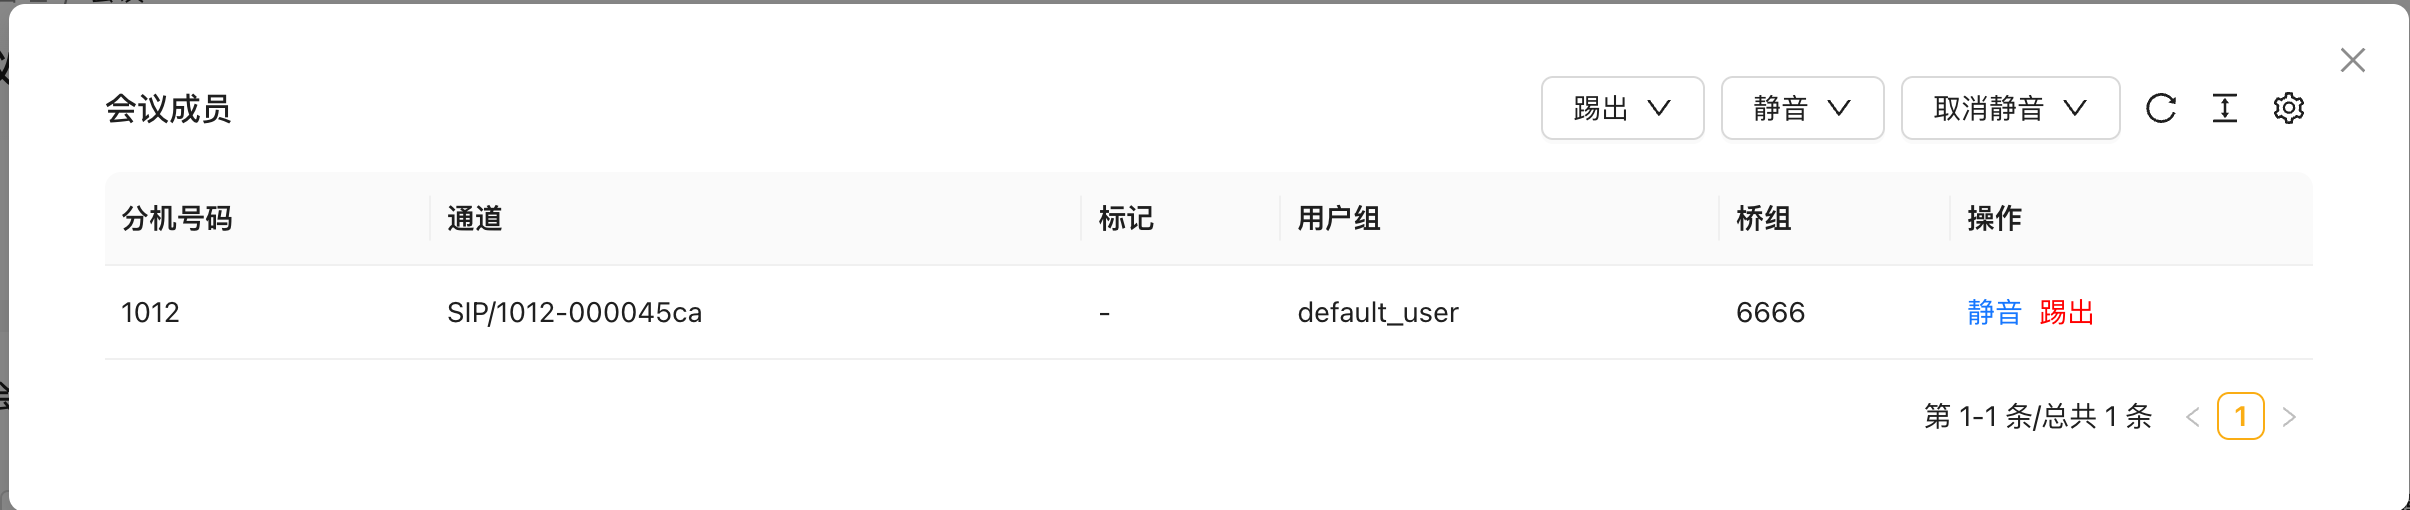 会议成员
踢出 静音 取消静音
分机号码 通道 标记 用户组 桥组 操作
1012 SIP/1012-000045ca - default_user 6666 静音 踢出
第 1-1 条/总共 1 条 1